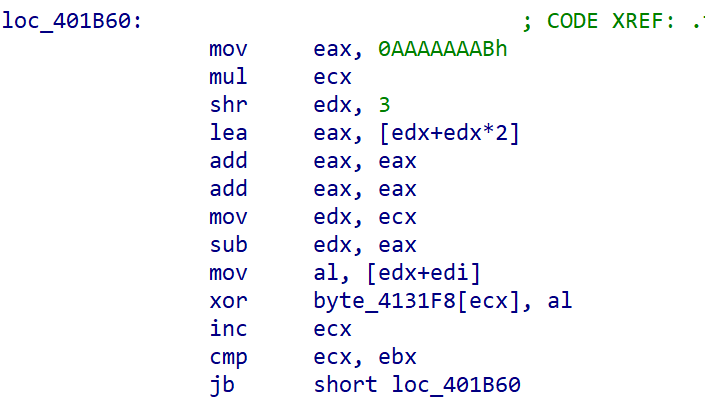 loc_401B60: ; CODE XREF: .
mov eax, 0AAAAAAABh
mul ecx
shr edx, 3
lea eax, [edx+edx*2]
add eax, eax
add eax, eax
mov edx, ecx
sub edx, eax
mov al, [edx+edi]
xor byte_4131F8[ecx], al
inc ecx
cmp ecx, ebx
jb short loc_401B60